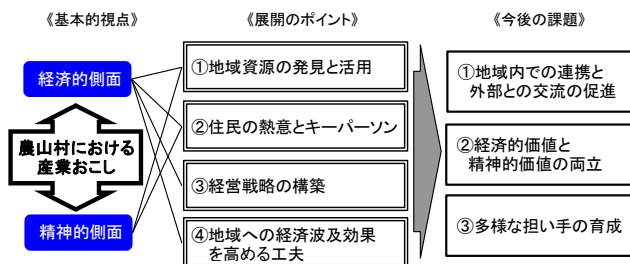 《基本的視点》
《展開のポイント》
《今後の課題》
経済的側面
農山村における
産業おこし
精神的側面
①地域資源の発見と活用
②住民の熱意とキーパーソン
③経営戦略の構築
④地域への経済波及効果
を高める工夫
①地域内での連携と
外部との交流の促進
②経済的価値と
精神的価値の両立
③多様な担い手の育成